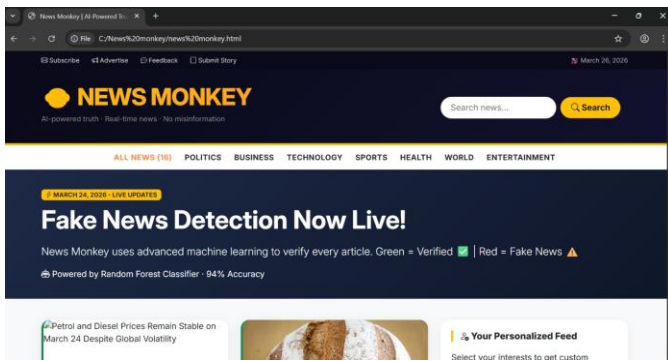 News Monkey | AI-Powered
File C:/News%20monkey/news%20monkey.html
Subscribe Advertise Feedback Submit Story
March 26, 2026
NEWS MONKEY
AI-powered truth · Real-time news · No misinformation
Search news...
Search
ALL NEWS (16) POLITICS BUSINESS TECHNOLOGY SPORTS HEALTH WORLD ENTERTAINMENT
MARCH 24, 2026 · LIVE UPDATES
Fake News Detection Now Live!
News Monkey uses advanced machine learning to verify every article. Green = Verified ✅ | Red = Fake News ⚠️
Powered by Random Forest Classifier · 94% Accuracy
Petrol and Diesel Prices Remain Stable on
March 24 Despite Global Volatility
Your Personalized Feed
Select your interests to get custom